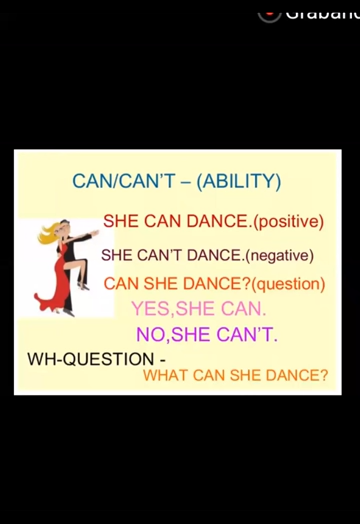 CAN/CAN'T – (ABILITY)
SHE CAN DANCE.(positive)
SHE CAN'T DANCE.(negative)
CAN SHE DANCE?(question)
YES,SHE CAN.
NO,SHE CAN'T.
WH-QUESTION -
WHAT CAN SHE DANCE?